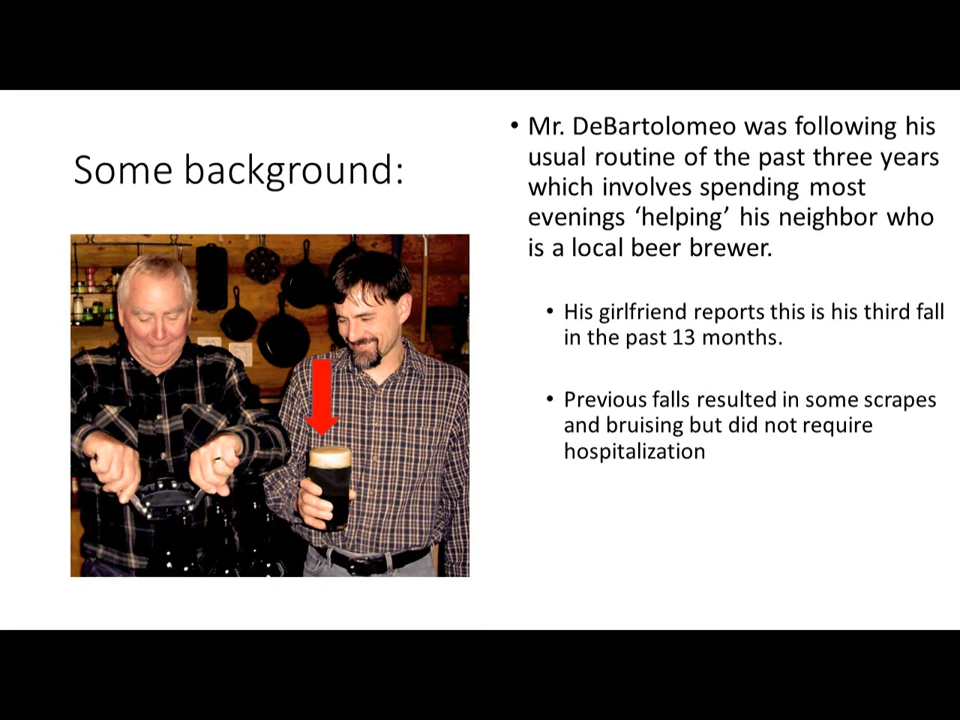 Some background:
• Mr. DeBartolomeo was following his
usual routine of the past three years
which involves spending most
evenings ‘helping’ his neighbor who
is a local beer brewer.
• His girlfriend reports this is his third fall
in the past 13 months.
• Previous falls resulted in some scrapes
and bruising but did not require
hospitalization